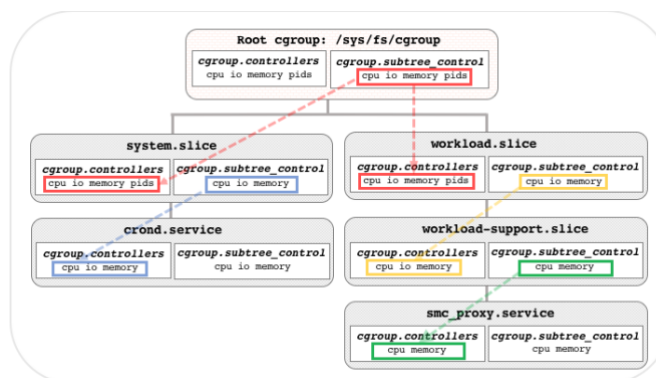 Root cgroup: /sys/fs/cgroup
cgroup.controllers cgroup.subtree_control
cpu io memory pids cpu io memory pids
system.slice
cgroup.controllers cgroup.subtree_control
cpu io memory pids cpu io memory
crond.service
cgroup.controllers cgroup.subtree_control
cpu io memory cpu io memory
workload.slice
cgroup.controllers cgroup.subtree_control
cpu io memory pids cpu io memory
workload-support.slice
cgroup.controllers cgroup.subtree_control
cpu io memory cpu memory
smc_proxy.service
cgroup.controllers cgroup.subtree_control
cpu memory cpu memory